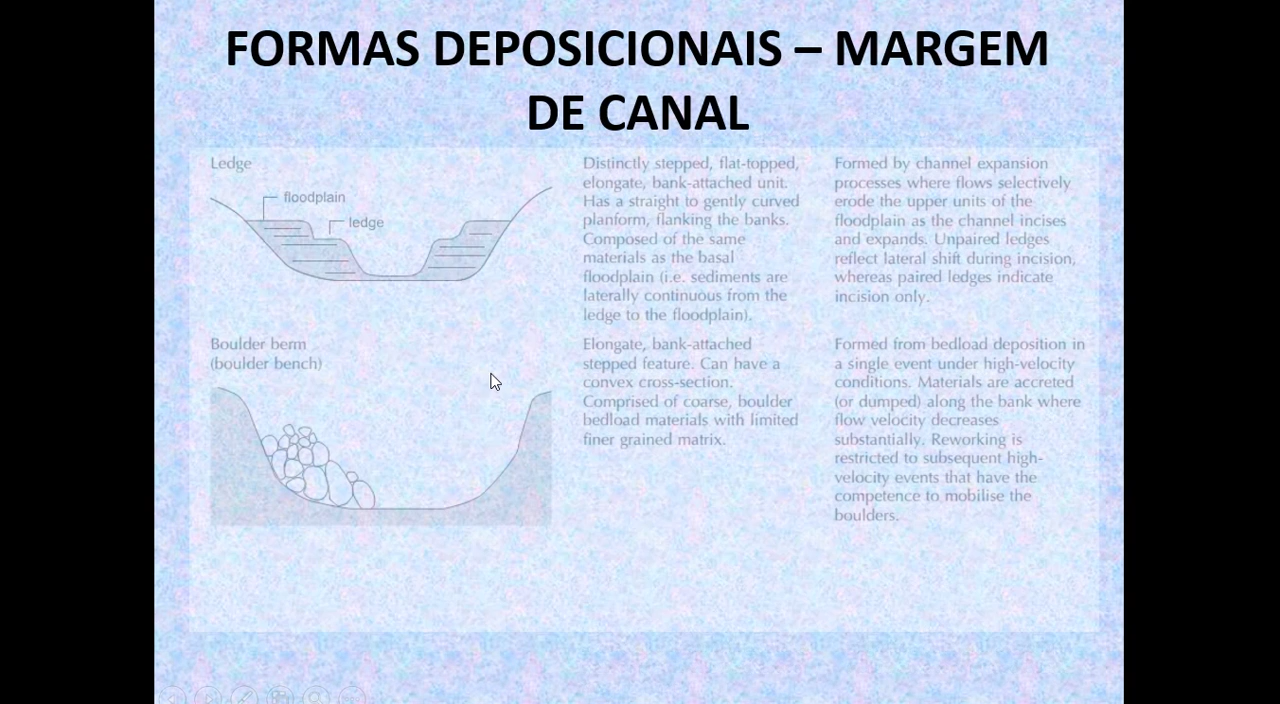 FORMAS DEPOSICIONAIS – MARGEM
DE CANAL
Ledge
floodplain
ledge
Distinctly stepped, flat-topped,
elongate, bank-attached unit.
Has a straight to gently curved
planform, flanking the banks.
Composed of the same
materials as the basal
floodplain (i.e. sediments are
laterally continuous from the
ledge to the floodplain).
Formed by channel expansion
processes where flows selectively
erode the upper units of the
floodplain as the channel incises
and expands. Unpaired ledges
reflect lateral shift during incision,
whereas paired ledges indicate
incision only.
Boulder berm
(boulder bench)
Elongate, bank-attached
stepped feature. Can have a
convex cross-section.
Comprised of coarse, boulder
bedload materials with limited
finer grained matrix.
Formed from bedload deposition in
a single event under high-velocity
conditions. Materials are accreted
(or dumped) along the bank where
flow velocity decreases
substantially. Reworking is
restricted to subsequent high-
velocity events that have the
competence to mobilise the
boulders.